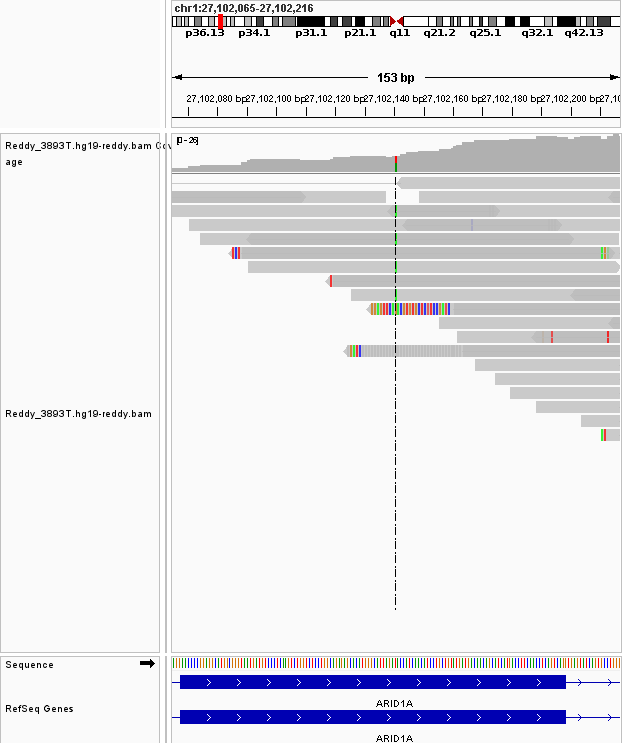 chr1:27,102,065-27,102,216
p36.13 p34.1 p31.1 p21.1 q11 q21.2 q25.1 q32.1 q42.13
153 bp
27,102,080 bp 27,102,100 bp 27,102,120 bp 27,102,140 bp 27,102,160 bp 27,102,180 bp 27,102,200 bp 27,10
Reddy_3893T.hg19-reddy.bam Cov
age
[0-26]
Reddy_3893T.hg19-reddy.bam
Sequence
ARID1A
RefSeq Genes
ARID1A